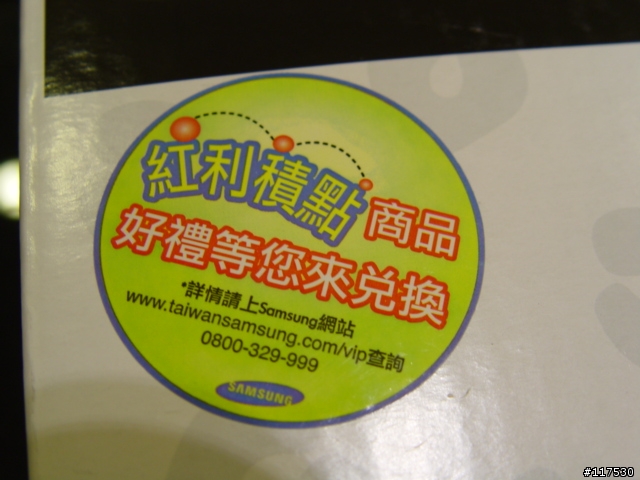 紅利積點 商品
好禮等您來兌換
*詳情請上Samsung網站
www.taiwansamsung.com/vip查詢
0800-329-999
SAMSUNG
#117530